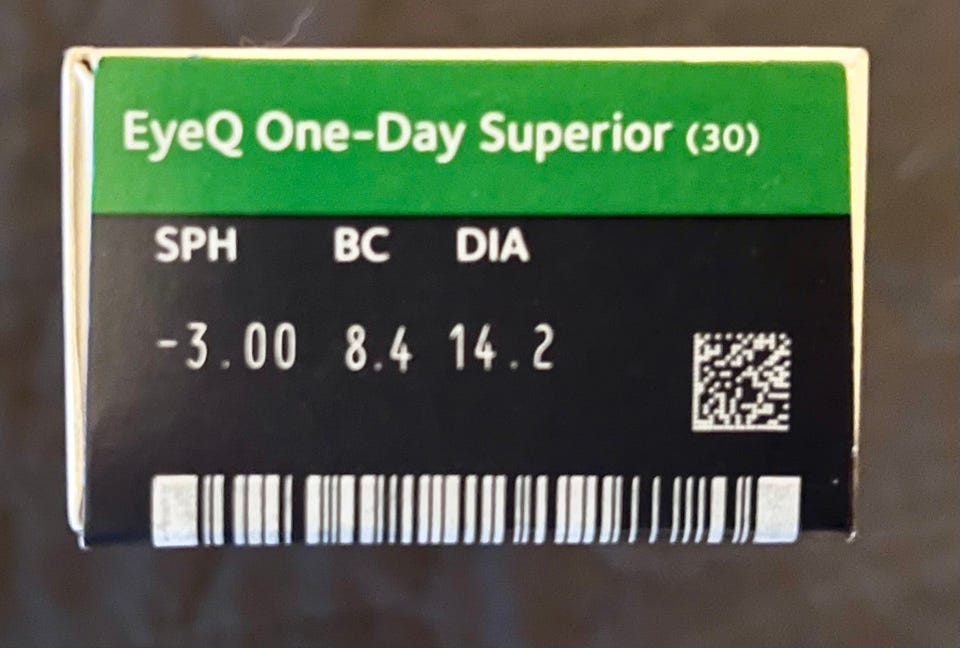 EyeQ One-Day Superior (30)
SPH BC DIA
-3.00 8.4 14.2